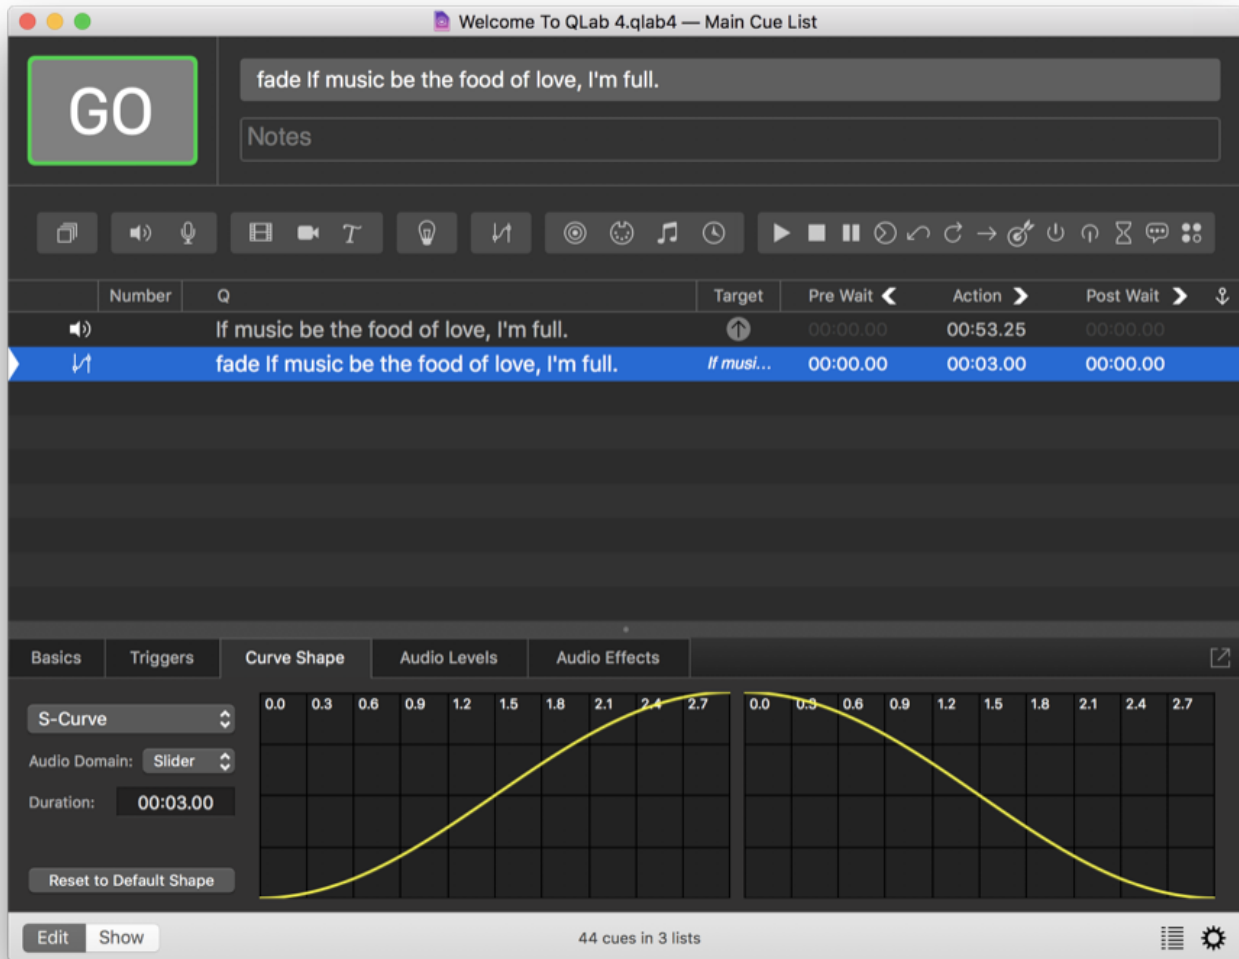 Welcome To QLab 4.qlab4 — Main Cue List
GO
fade If music be the food of love, I'm full.
Notes
Number Q Target Pre Wait Action Post Wait
If music be the food of love, I'm full. 00:00.00 00:53.25 00:00.00
fade If music be the food of love, I'm full. If musi... 00:00.00 00:03.00 00:00.00
Basics Triggers Curve Shape Audio Levels Audio Effects
S-Curve
Audio Domain: Slider
Duration: 00:03.00
Reset to Default Shape
0.0 0.3 0.6 0.9 1.2 1.5 1.8 2.1 2.4 2.7
0.0 0.3 0.6 0.9 1.2 1.5 1.8 2.1 2.4 2.7
Edit Show 44 cues in 3 lists